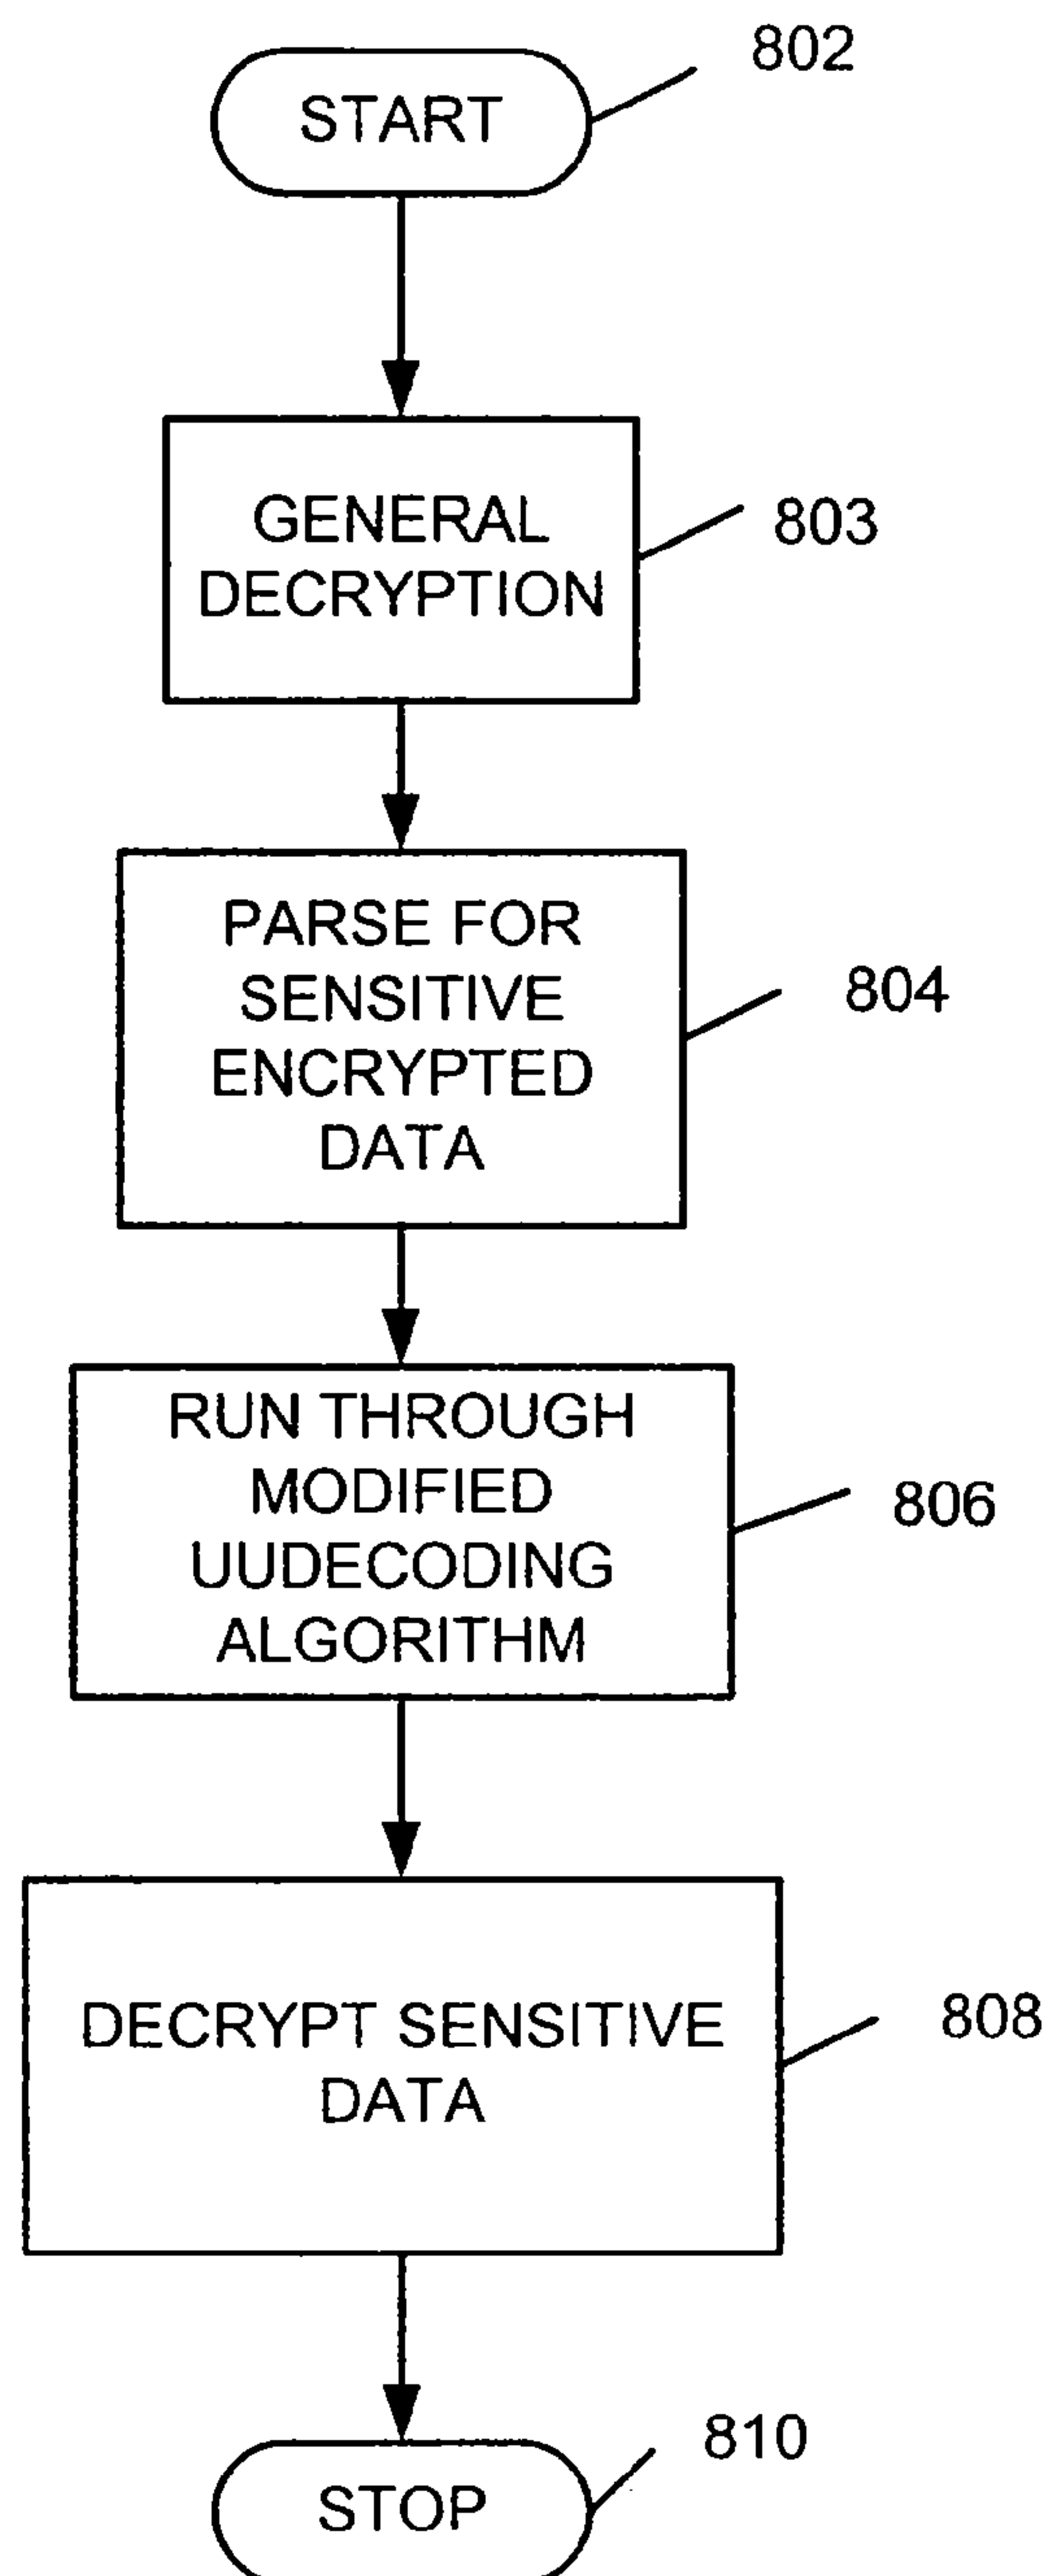 802
START
GENERAL
DECRYPTION
803
PARSE FOR
SENSITIVE
ENCRYPTED
DATA
804
RUN THROUGH
MODIFIED
UUDECODING
ALGORITHM
806
DECRYPT SENSITIVE
DATA
808
810
STOP